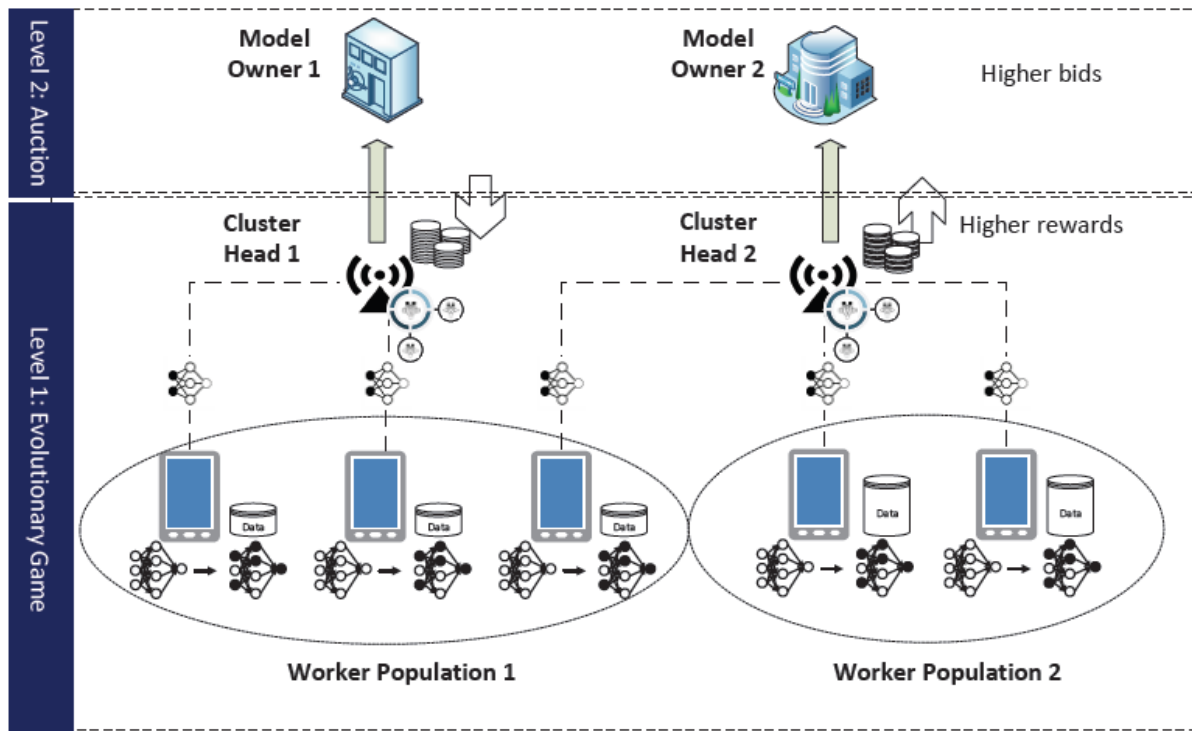 Level 2: Auction
Model
Owner 1
Model
Owner 2
Higher bids
Level 1: Evolutionary Game
Cluster
Head 1
Cluster
Head 2
Higher rewards
Data
Data
Data
Data
Data
Worker Population 1
Worker Population 2